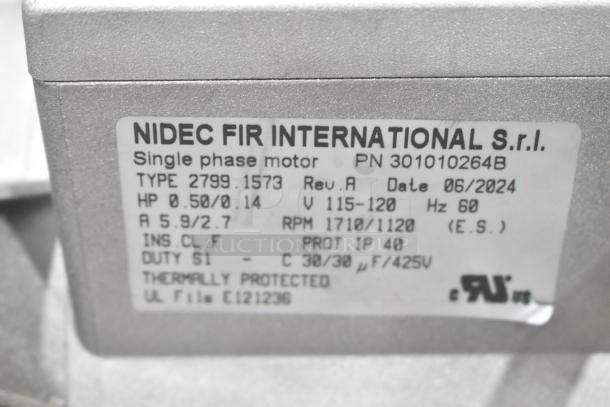 NIDEC FIR INTERNATIONAL S.r.l.
Single phase motor PN 301010264B
TYPE 2799.1573 Rev.A Date 06/2024
HP 0.50/0.14 V 115-120 Hz 60
A 5.9/2.7 RPM 1710/1120 (E.S.)
INS.CL.F PROT IP 40
DUTY S1 - C 30/30 µF/425V
THERMALLY PROTECTED
UL File E121236
c RU us